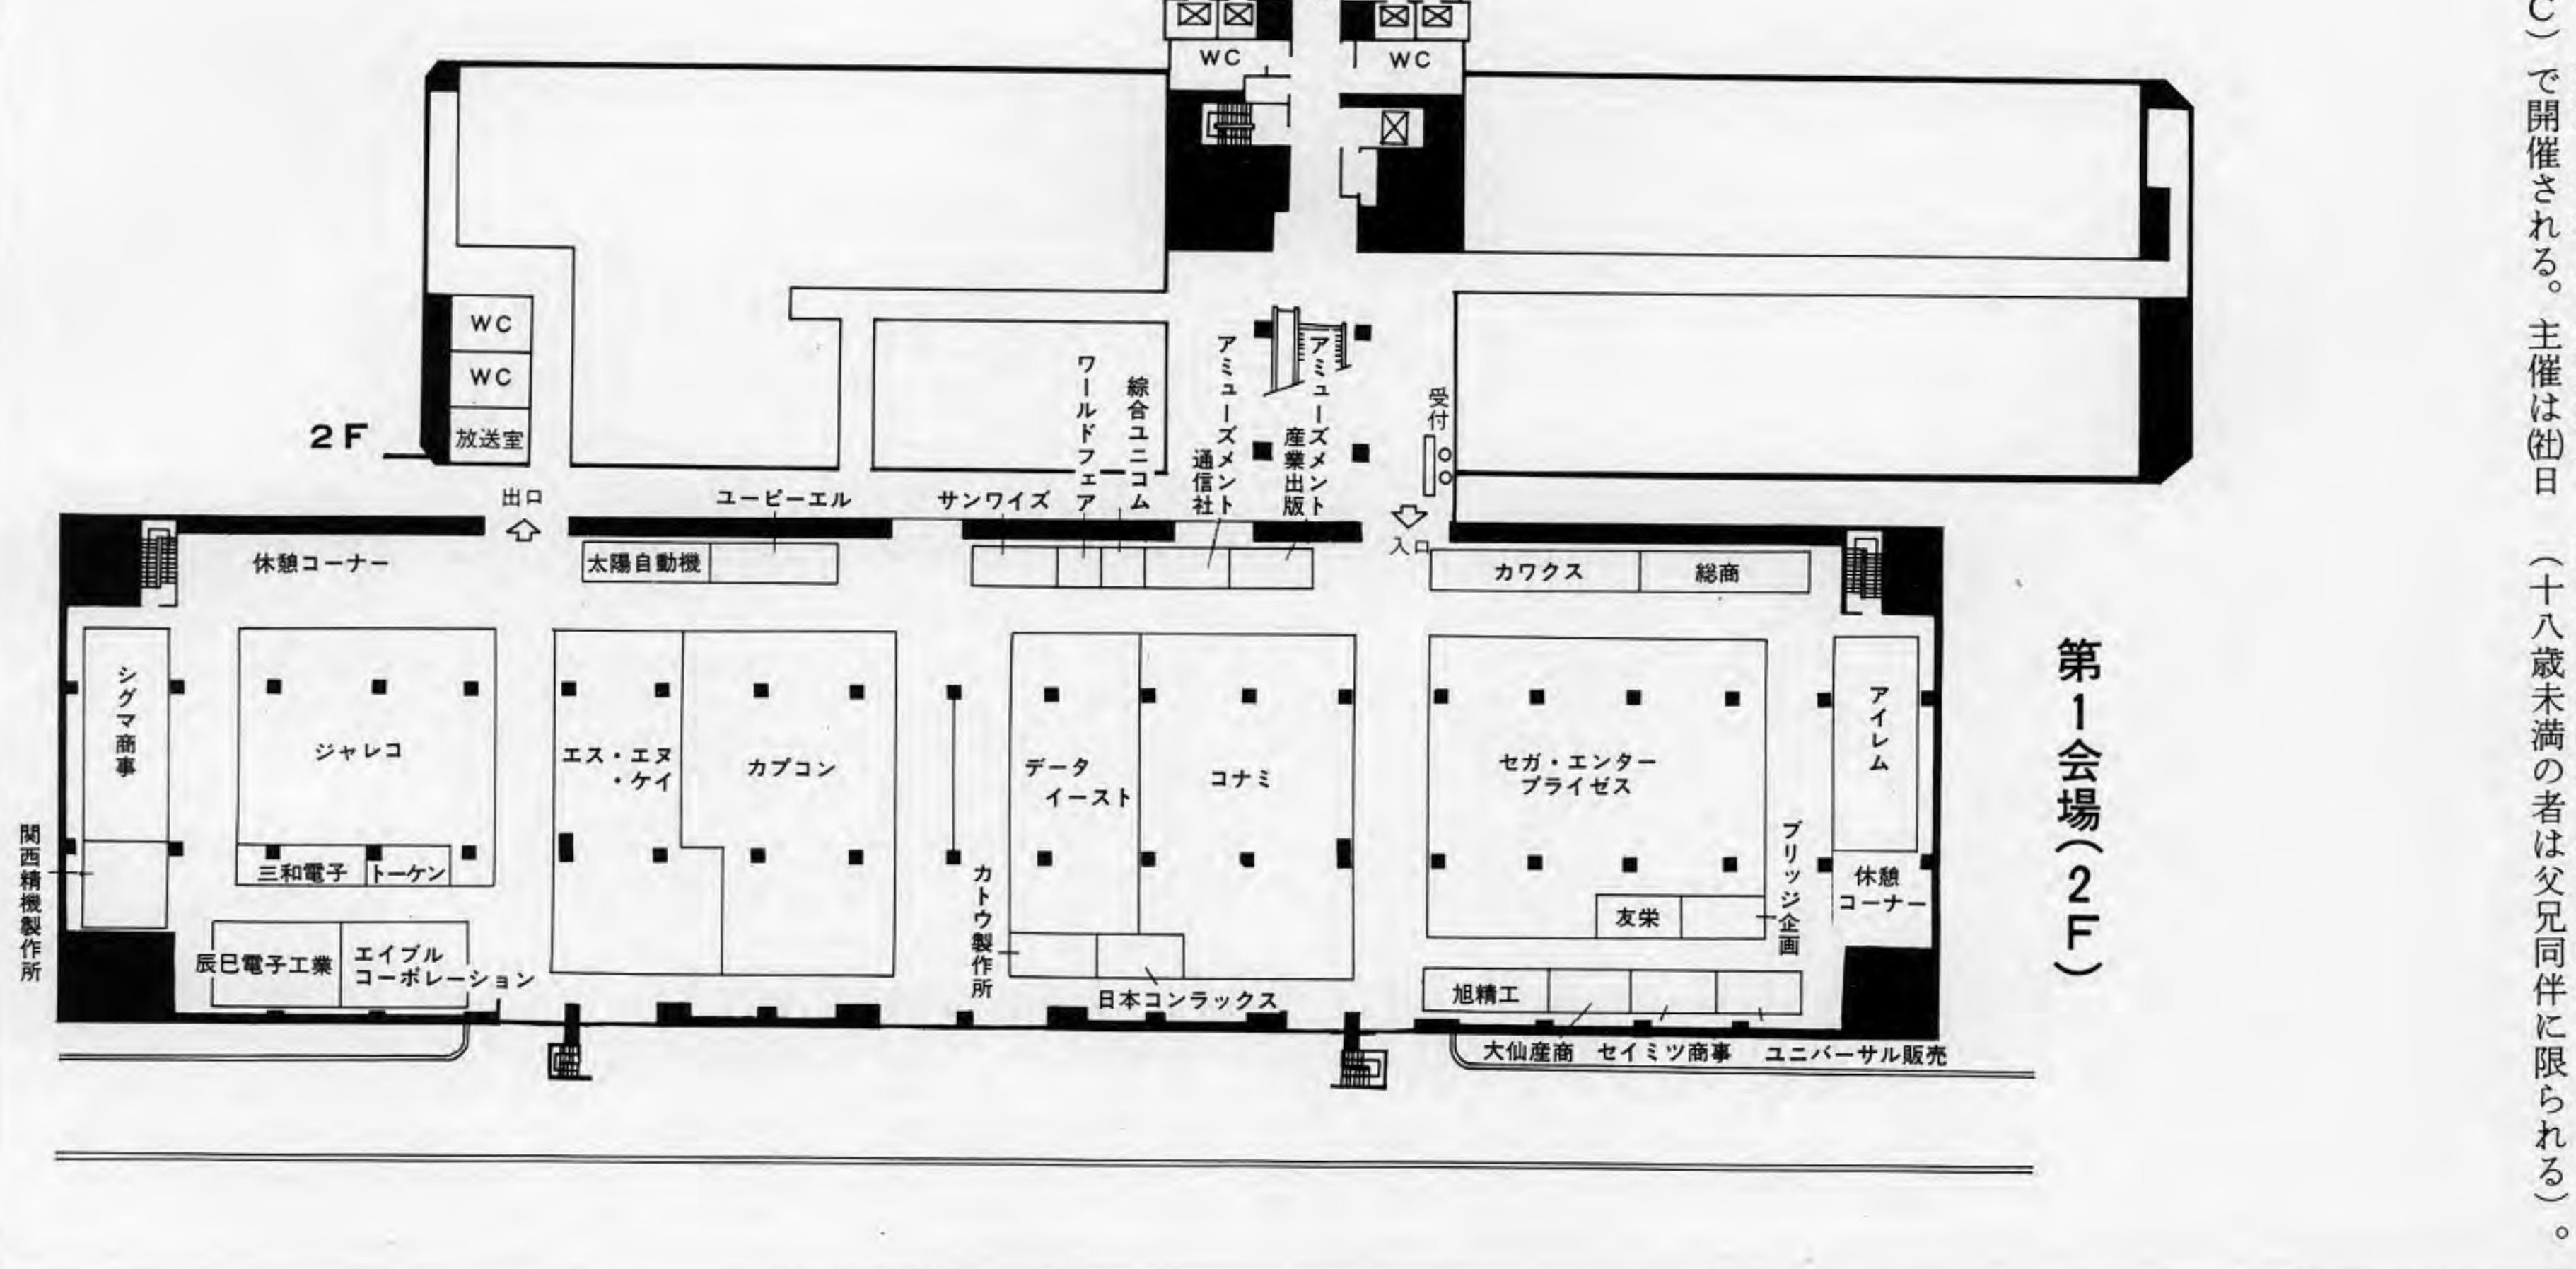 C）で開催される。主催は㈳日
（十八歳未満の者は父兄同伴に限られる）。
第1会場（2F）
WC
WC
WC
WC
放送室
2F
ワールドフェア
綜合ユニコム
アミューズメント
通信社
アミューズメント
産業出版
受付
出口
ユーピーエル
サンワイズ
入口
休憩コーナー
太陽自動機
カワクス
総商
シグマ商事
ジャレコ
エス・エヌ
・ケイ
カプコン
データ
イースト
コナミ
セガ・エンター
プライゼス
アイレム
関西精機製作所
三和電子
トーケン
カトウ製作所
友栄
ブリッジ企画
休憩
コーナー
辰巳電子工業
エイブル
コーポレーション
日本コンラックス
旭精工
大仙産商
セイミツ商事
ユニバーサル販売